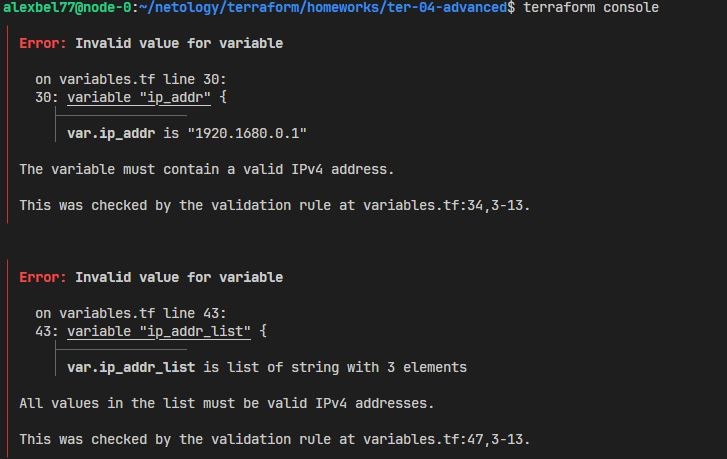 alexbel77@node-0:~/netology/terraform/homeworks/ter-04-advanced$ terraform console
Error: Invalid value for variable
on variables.tf line 30:
30: variable "ip_addr" {
var.ip_addr is "1920.1680.0.1"
The variable must contain a valid IPv4 address.
This was checked by the validation rule at variables.tf:34,3-13.
Error: Invalid value for variable
on variables.tf line 43:
43: variable "ip_addr_list" {
var.ip_addr_list is list of string with 3 elements
All values in the list must be valid IPv4 addresses.
This was checked by the validation rule at variables.tf:47,3-13.